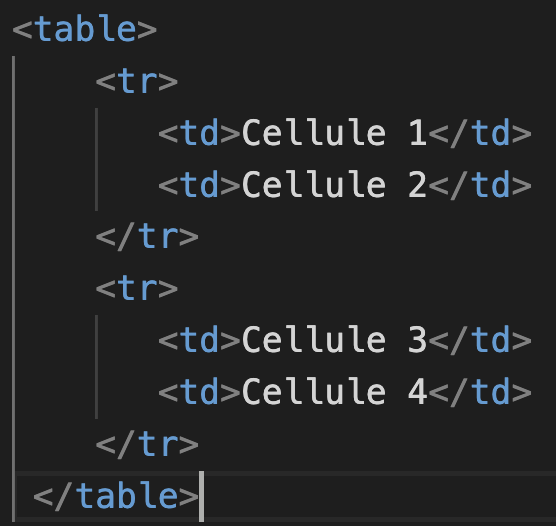 <table>
<tr>
<td>Cellule 1</td>
<td>Cellule 2</td>
</tr>
<tr>
<td>Cellule 3</td>
<td>Cellule 4</td>
</tr>
</table>